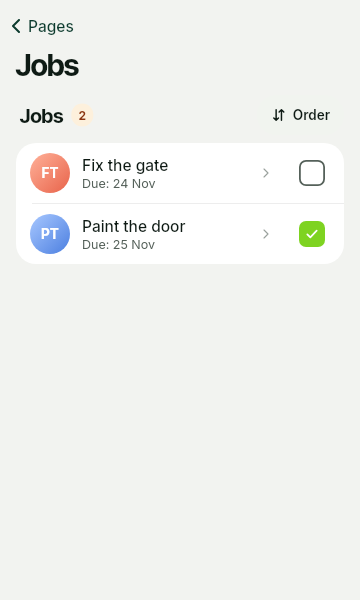 Pages
Jobs
Jobs 2 Order
FT Fix the gate
Due: 24 Nov
PT Paint the door
Due: 25 Nov